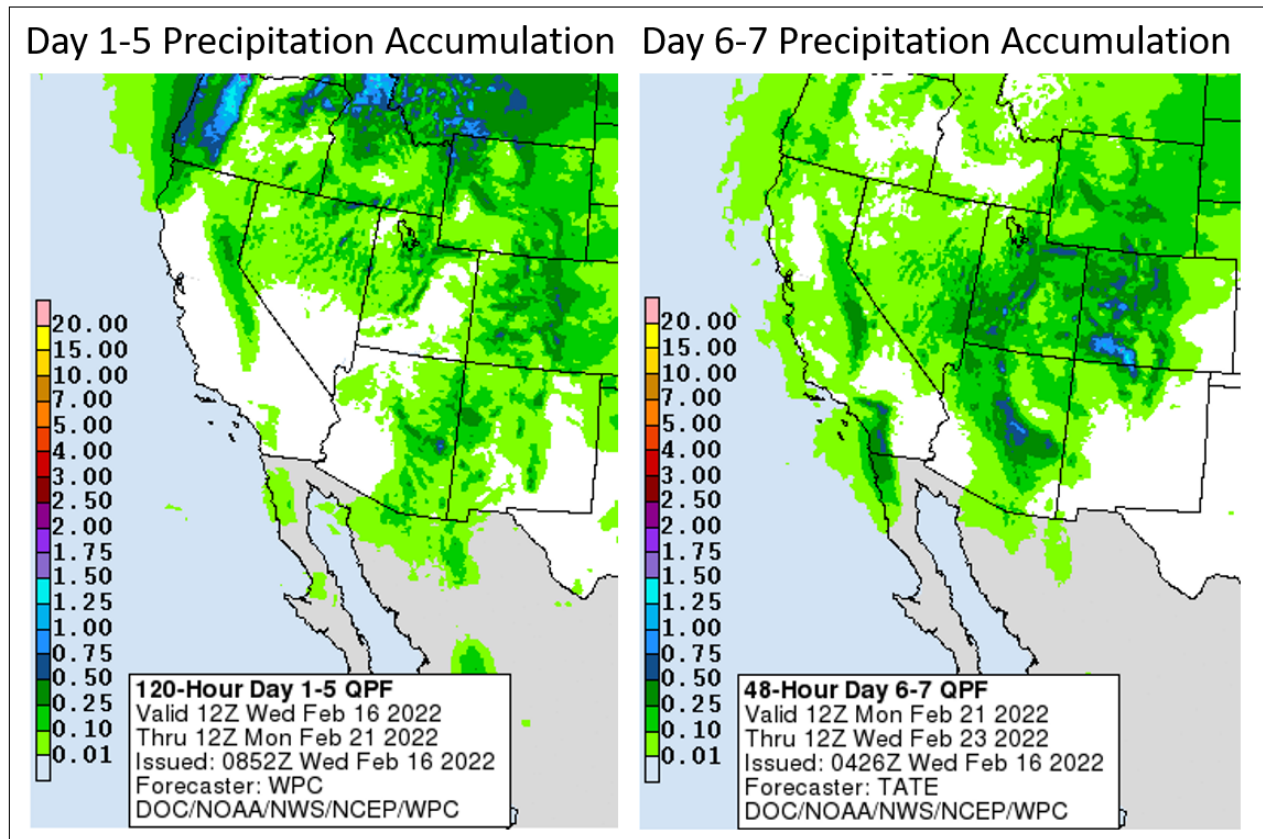 Day 1-5 Precipitation Accumulation
Day 6-7 Precipitation Accumulation
20.00
15.00
10.00
7.00
5.00
4.00
3.00
2.50
2.00
1.75
1.50
1.25
1.00
0.75
0.50
0.25
0.10
0.01
120-Hour Day 1-5 QPF
Valid 12Z Wed Feb 16 2022
Thru 12Z Mon Feb 21 2022
Issued: 0852Z Wed Feb 16 2022
Forecaster: WPC
DOC/NOAA/NWS/NCEP/WPC
20.00
15.00
10.00
7.00
5.00
4.00
3.00
2.50
2.00
1.75
1.50
1.25
1.00
0.75
0.50
0.25
0.10
0.01
48-Hour Day 6-7 QPF
Valid 12Z Mon Feb 21 2022
Thru 12Z Wed Feb 23 2022
Issued: 0426Z Wed Feb 16 2022
Forecaster: TATE
DOC/NOAA/NWS/NCEP/WPC